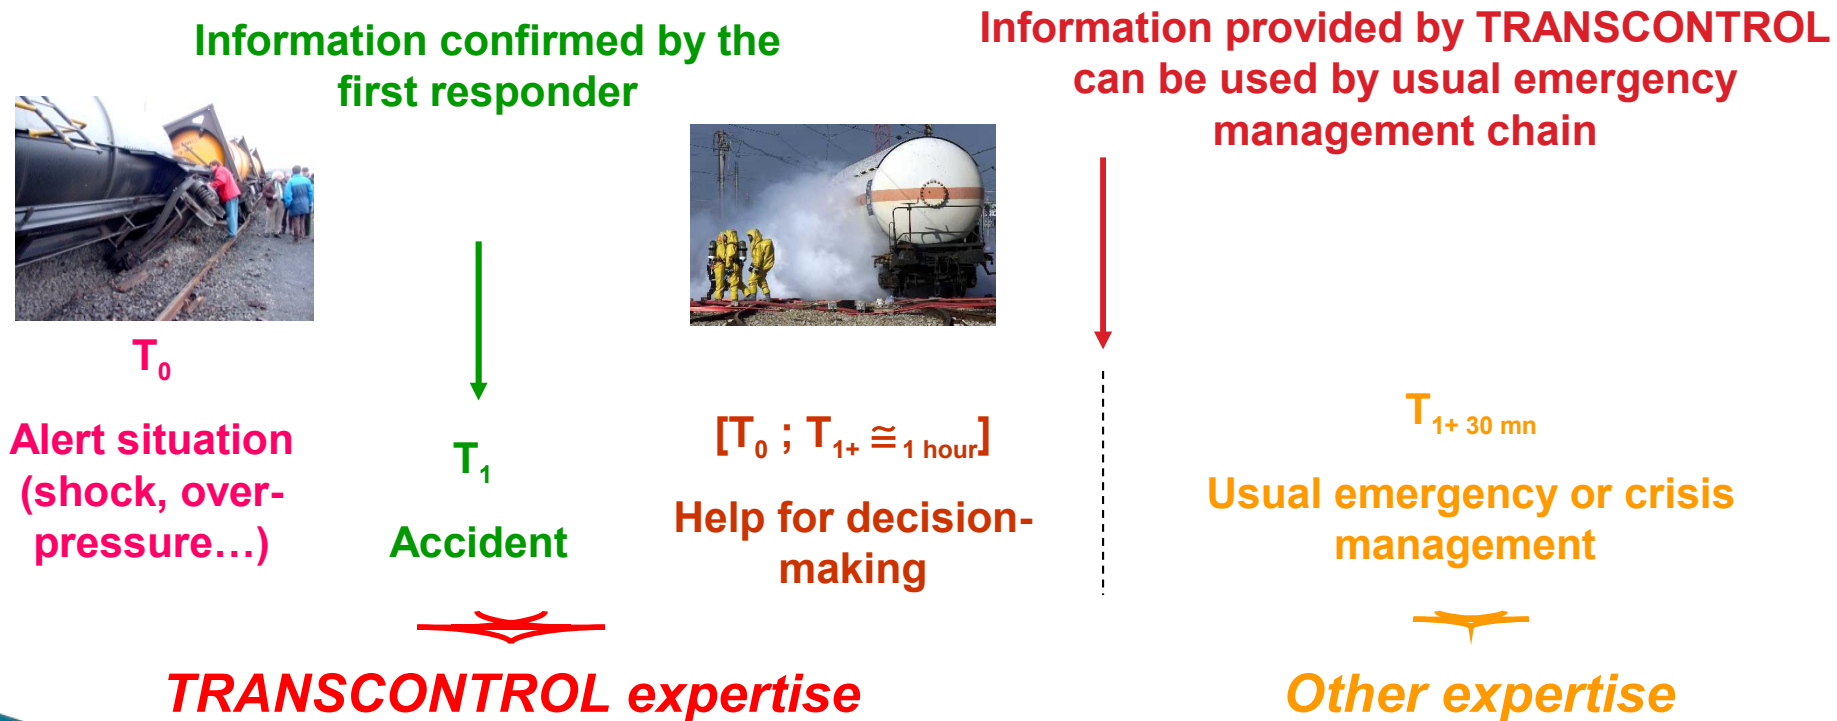 Information confirmed by the
first responder
Information provided by TRANSCONTROL
can be used by usual emergency
management chain
T0
Alert situation
(shock, over-
pressure…)
T1
Accident
[T0 ; T1+ ≅ 1 hour]
Help for decision-
making
T1+ 30 mn
Usual emergency or crisis
management
TRANSCONTROL expertise
Other expertise